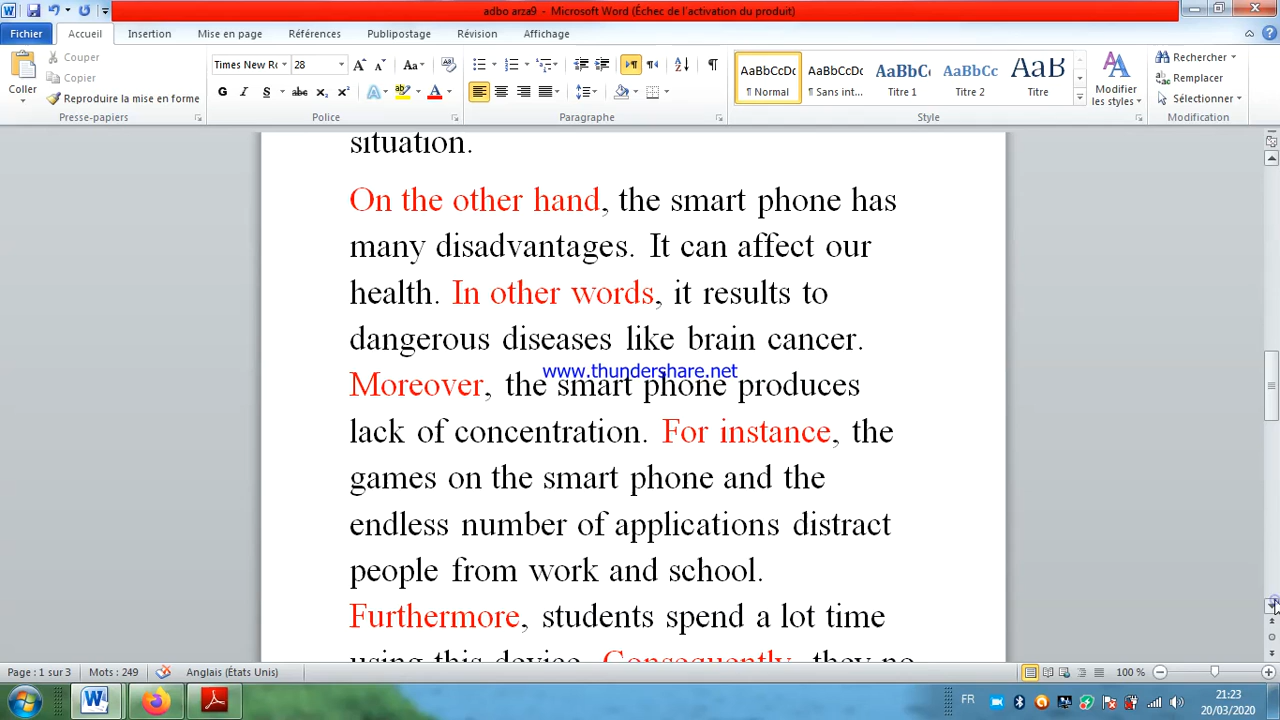 adbo arza9 - Microsoft Word (Échec de l'activation du produit)
Fichier Accueil Insertion Mise en page Références Publipostage Révision Affichage
Coller
Couper
Copier
Reproduire la mise en forme
Presse-papiers
Times New Ro 28
Police
Paragraphe
AaBbCcDc AaBbCcDc AaBbC AaBbCc AaB
¶ Normal ¶ Sans int... Titre 1 Titre 2 Titre
Modifier
les styles
Style
Rechercher
Remplacer
Sélectionner
Modification
situation.
On the other hand, the smart phone has
many disadvantages. It can affect our
health. In other words, it results to
dangerous diseases like brain cancer.
www.thundershare.net
Moreover, the smart phone produces
lack of concentration. For instance, the
games on the smart phone and the
endless number of applications distract
people from work and school.
Furthermore, students spend a lot time
using this device. Consequently, they no
Page : 1 sur 3 Mots : 249 Anglais (États Unis) 100 %
FR 21:23
20/03/2020